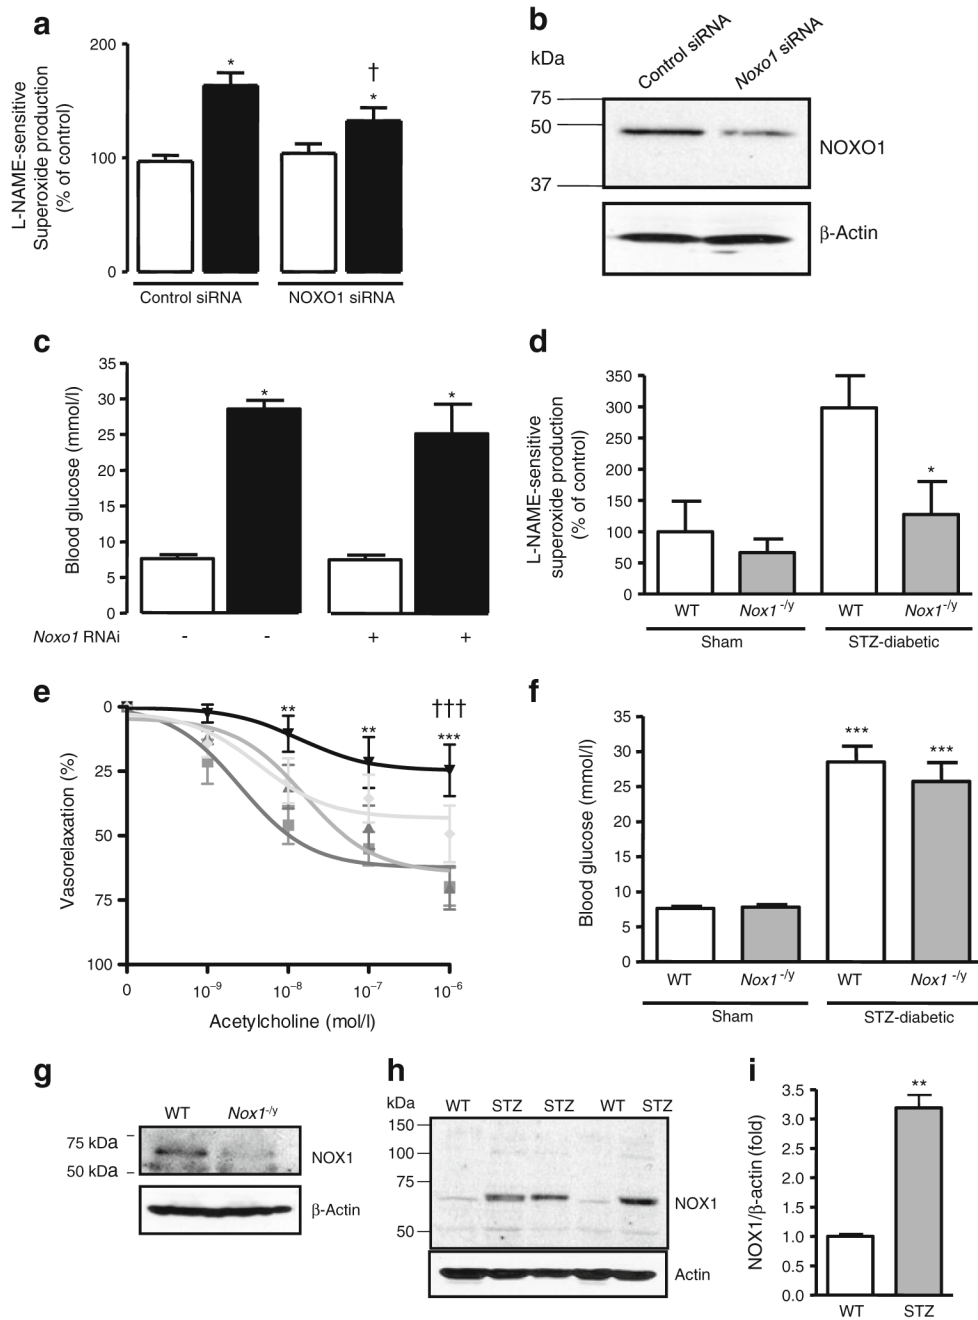 a
200
100
0
L-NAME-sensitive
Superoxide production
(% of control)
*
†
*
Control siRNA
NOXO1 siRNA
b
kDa
Control siRNA
Noxo1 siRNA
75
50
37
NOXO1
β-Actin
c
35
30
25
20
15
10
5
0
Blood glucose (mmol/l)
*
*
Noxo1 RNAi
- - + +
d
350
300
250
200
150
100
50
0
L-NAME-sensitive
superoxide production
(% of control)
*
WT Nox1-/y WT Nox1-/y
Sham STZ-diabetic
e
0
25
50
75
100
Vasorelaxation (%)
**
**
†††
***
0 10−9 10−8 10−7 10−6
Acetylcholine (mol/l)
f
35
30
25
20
15
10
5
0
Blood glucose (mmol/l)
***
***
WT Nox1-/y WT Nox1-/y
Sham STZ-diabetic
g
WT Nox1-/y
75 kDa
50 kDa
NOX1
β-Actin
h
kDa
WT STZ STZ WT STZ
150
100
75
50
NOX1
Actin
i
3.5
3.0
2.5
2.0
1.5
1.0
0.5
0.0
NOX1/β-actin (fold)
**
WT STZ